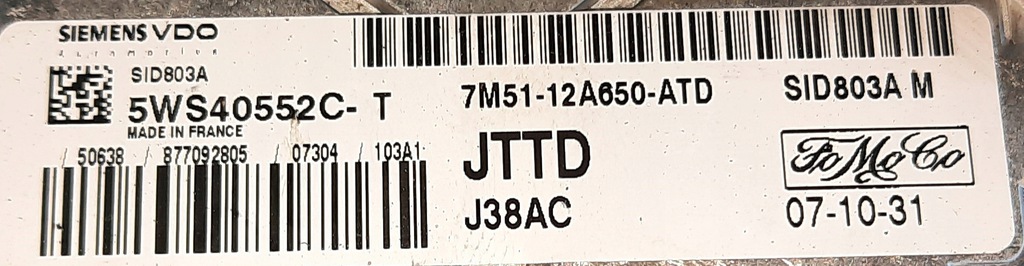 SIEMENS VDO
Automotive
SID803A
5WS40552C- T
MADE IN FRANCE
50638 / 877092805 / 07304 / 103A1
7M51-12A650-ATD
SID803A M
JTTD
FoMoCo
J38AC
07-10-31